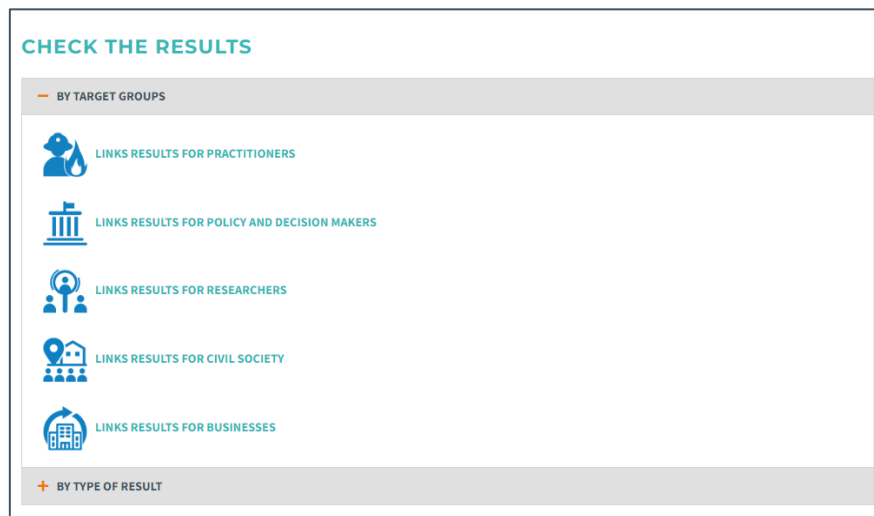 CHECK THE RESULTS
BY TARGET GROUPS
LINKS RESULTS FOR PRACTITIONERS
LINKS RESULTS FOR POLICY AND DECISION MAKERS
LINKS RESULTS FOR RESEARCHERS
LINKS RESULTS FOR CIVIL SOCIETY
LINKS RESULTS FOR BUSINESSES
BY TYPE OF RESULT